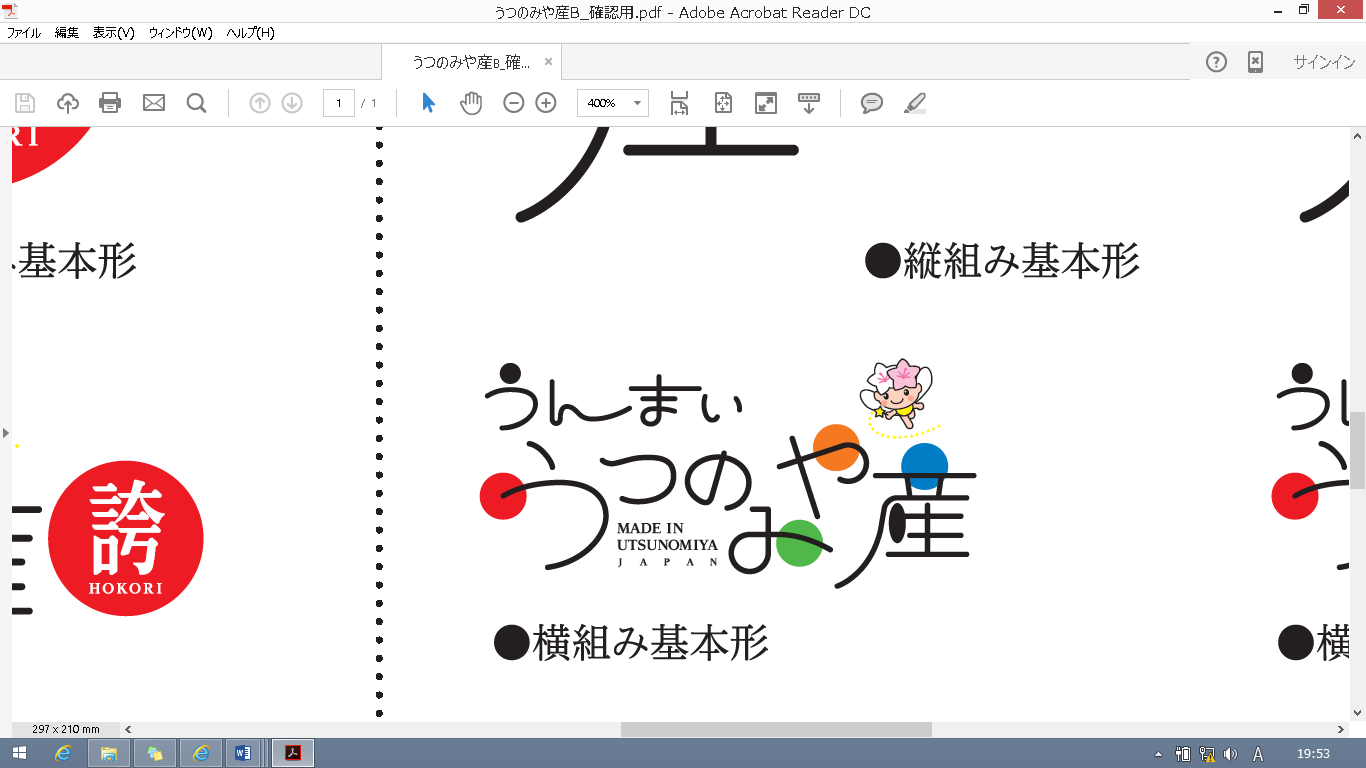 うつのみや産B_確認用.pdf - Adobe Acrobat Reader DC
ファイル 編集 表示(V) ウィンドウ(W) ヘルプ(H)
うつのみや産B_確...
サインイン
1 / 1
400%
RI
み基本形
●縦組み基本形
うんまい
うつのみや産
MADE IN
UTSUNOMIYA
JAPAN
誇
HOKORI
●横組み基本形
●横
297 x 210 mm
A
19:53